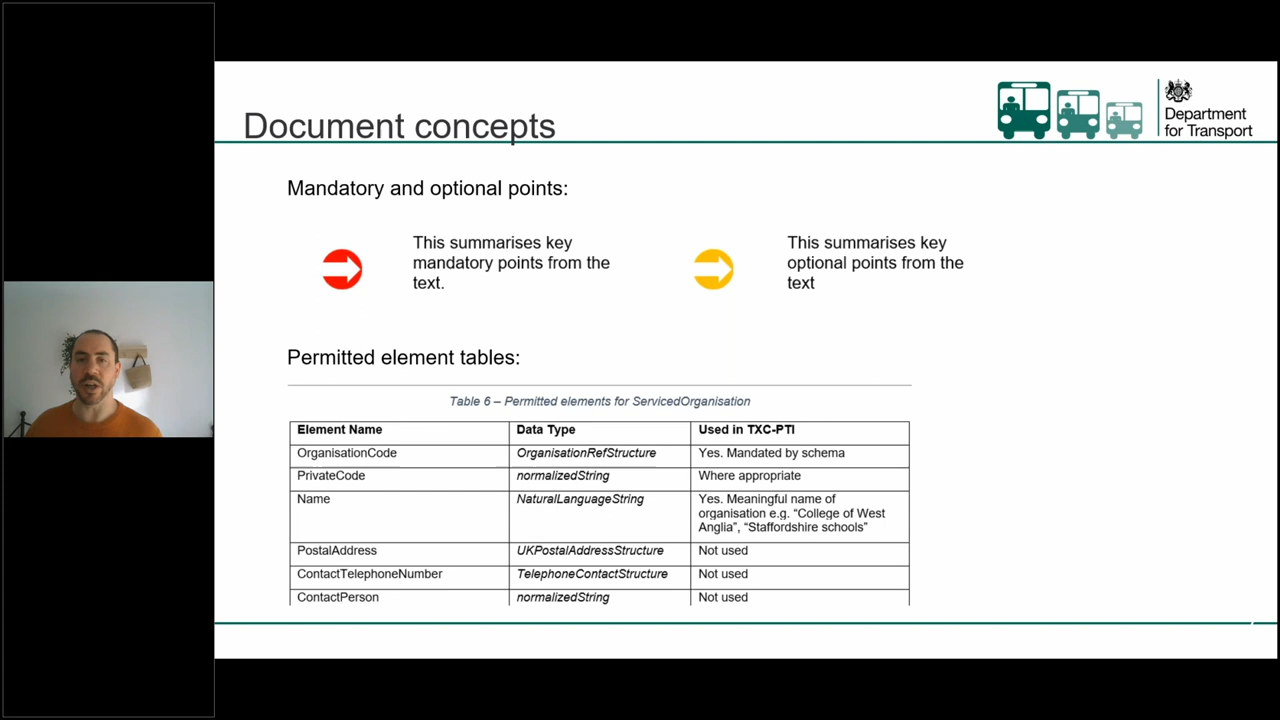 Document concepts
Department
for Transport
Mandatory and optional points:
This summarises key
mandatory points from the
text.
This summarises key
optional points from the
text
Permitted element tables:
Table 6 – Permitted elements for ServicedOrganisation
Element Name Data Type Used in TXC-PTI
OrganisationCode OrganisationRefStructure Yes. Mandated by schema
PrivateCode normalizedString Where appropriate
Name NaturalLanguageString Yes. Meaningful name of
organisation e.g. “College of West
Anglia”, “Staffordshire schools”
PostalAddress UKPostalAddressStructure Not used
ContactTelephoneNumber TelephoneContactStructure Not used
ContactPerson normalizedString Not used